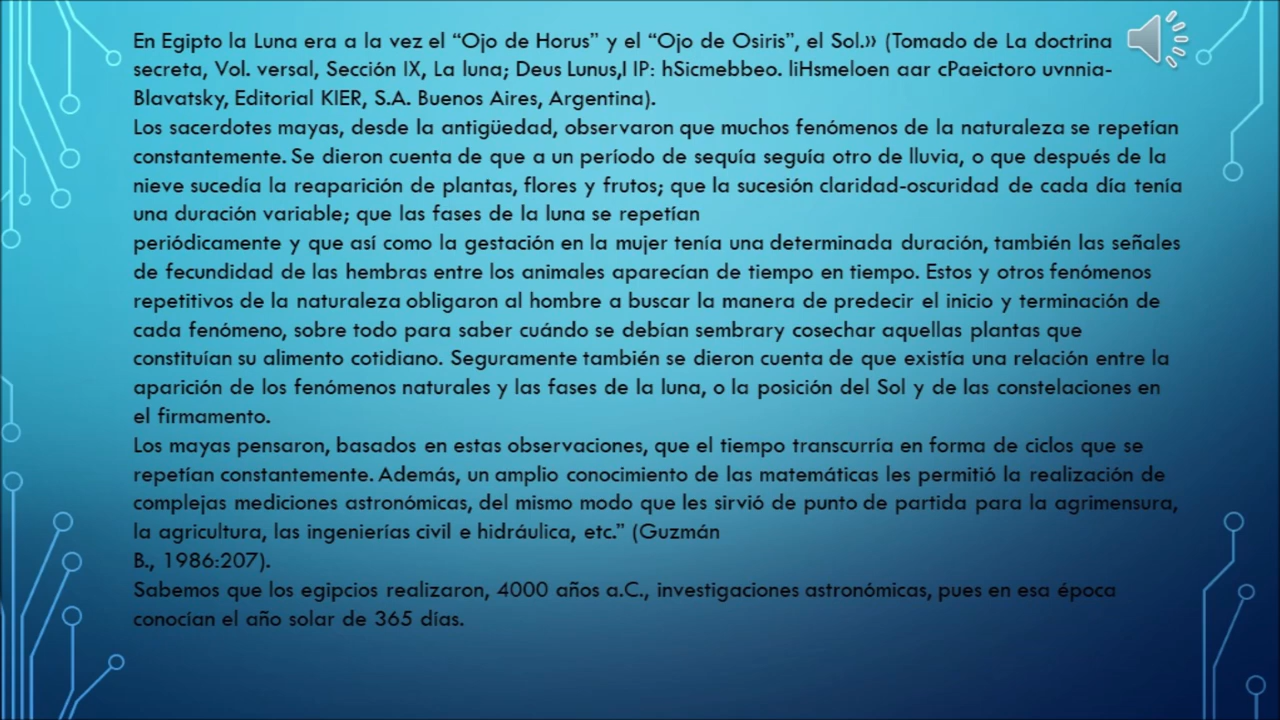 En Egipto la Luna era a la vez el “Ojo de Horus” y el “Ojo de Osiris”, el Sol.›› (Tomado de La doctrina
secreta, Vol. versal, Sección IX, La luna; Deus Lunus,I IP: hSicmebbeo. liHsmeloen aar cPaeictoro uvnnia-
Blavatsky, Editorial KIER, S.A. Buenos Aires, Argentina).
Los sacerdotes mayas, desde la antigüedad, observaron que muchos fenómenos de la naturaleza se repetían
constantemente. Se dieron cuenta de que a un período de sequía seguía otro de lluvia, o que después de la
nieve sucedía la reaparición de plantas, flores y frutos; que la sucesión claridad-oscuridad de cada día tenía
una duración variable; que las fases de la luna se repetían
periódicamente y que así como la gestación en la mujer tenía una determinada duración, también las señales
de fecundidad de las hembras entre los animales aparecían de tiempo en tiempo. Estos y otros fenómenos
repetitivos de la naturaleza obligaron al hombre a buscar la manera de predecir el inicio y terminación de
cada fenómeno, sobre todo para saber cuándo se debían sembrary cosechar aquellas plantas que
constituían su alimento cotidiano. Seguramente también se dieron cuenta de que existía una relación entre la
aparición de los fenómenos naturales y las fases de la luna, o la posición del Sol y de las constelaciones en
el firmamento.
Los mayas pensaron, basados en estas observaciones, que el tiempo transcurría en forma de ciclos que se
repetían constantemente. Además, un amplio conocimiento de las matemáticas les permitió la realización de
complejas mediciones astronómicas, del mismo modo que les sirvió de punto de partida para la agrimensura,
la agricultura, las ingenierías civil e hidráulica, etc.” (Guzmán
B., 1986:207).
Sabemos que los egipcios realizaron, 4000 años a.C., investigaciones astronómicas, pues en esa época
conocían el año solar de 365 días.